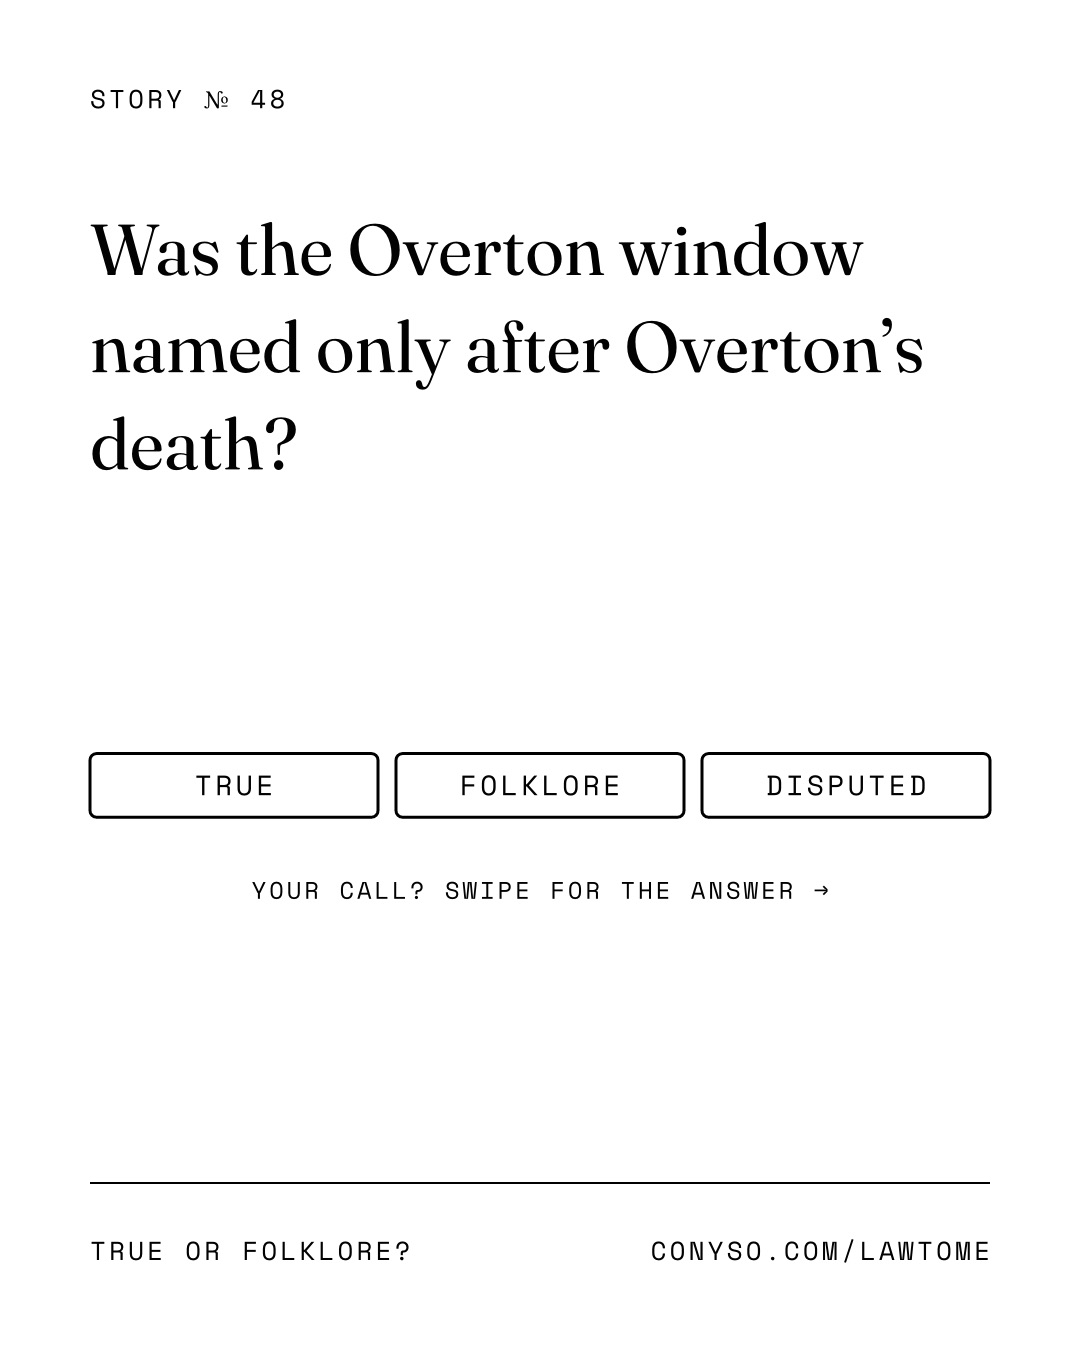 STORY № 48
Was the Overton window
named only after Overton’s
death?
TRUE
FOLKLORE
DISPUTED
YOUR CALL? SWIPE FOR THE ANSWER →
TRUE OR FOLKLORE?
CONYSO.COM/LAWTOME